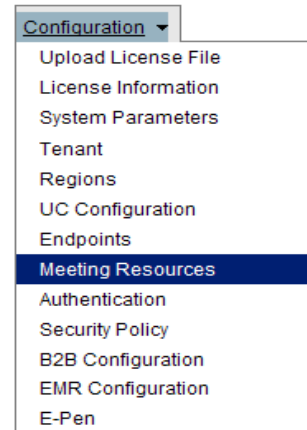 Configuration
Upload License File
License Information
System Parameters
Tenant
Regions
UC Configuration
Endpoints
Meeting Resources
Authentication
Security Policy
B2B Configuration
EMR Configuration
E-Pen